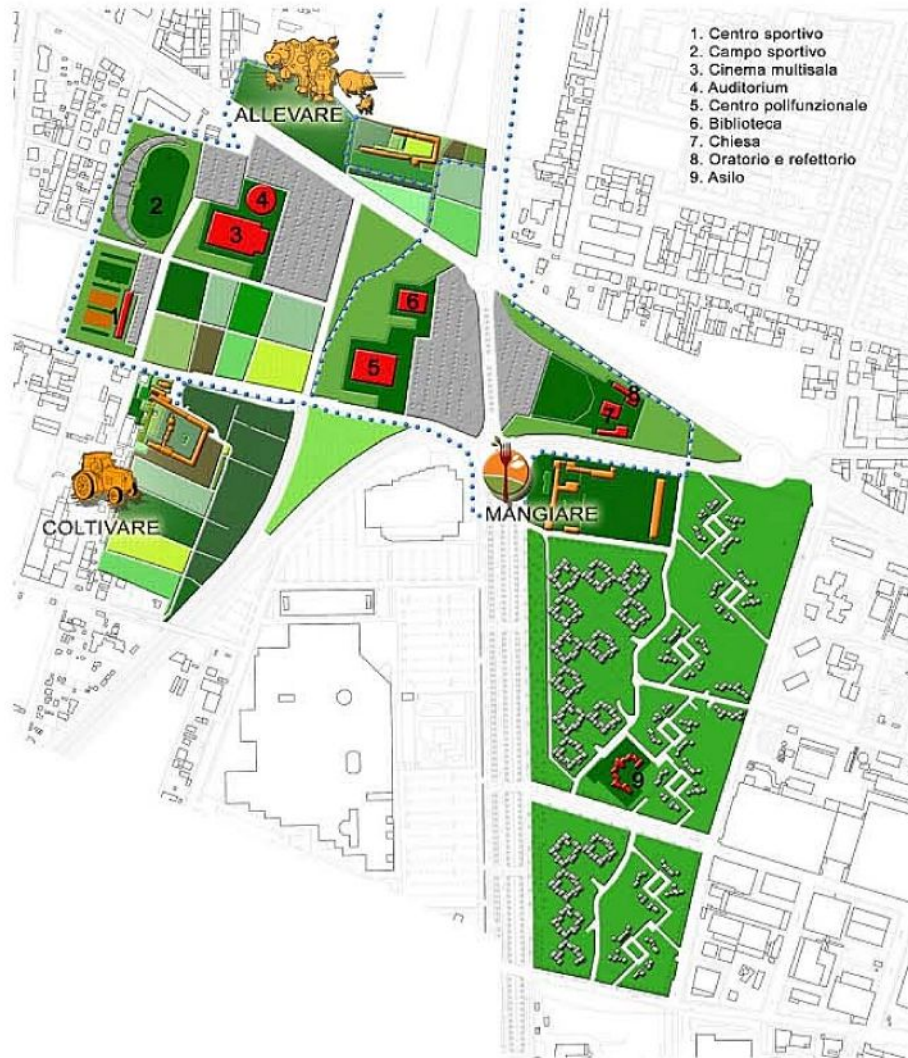 1. Centro sportivo
2. Campo sportivo
3. Cinema multisala
4. Auditorium
5. Centro polifunzionale
6. Biblioteca
7. Chiesa
8. Oratorio e refettorio
9. Asilo
ALLEVARE
2
4
3
1
6
5
8
7
COLTIVARE
MANGIARE
9